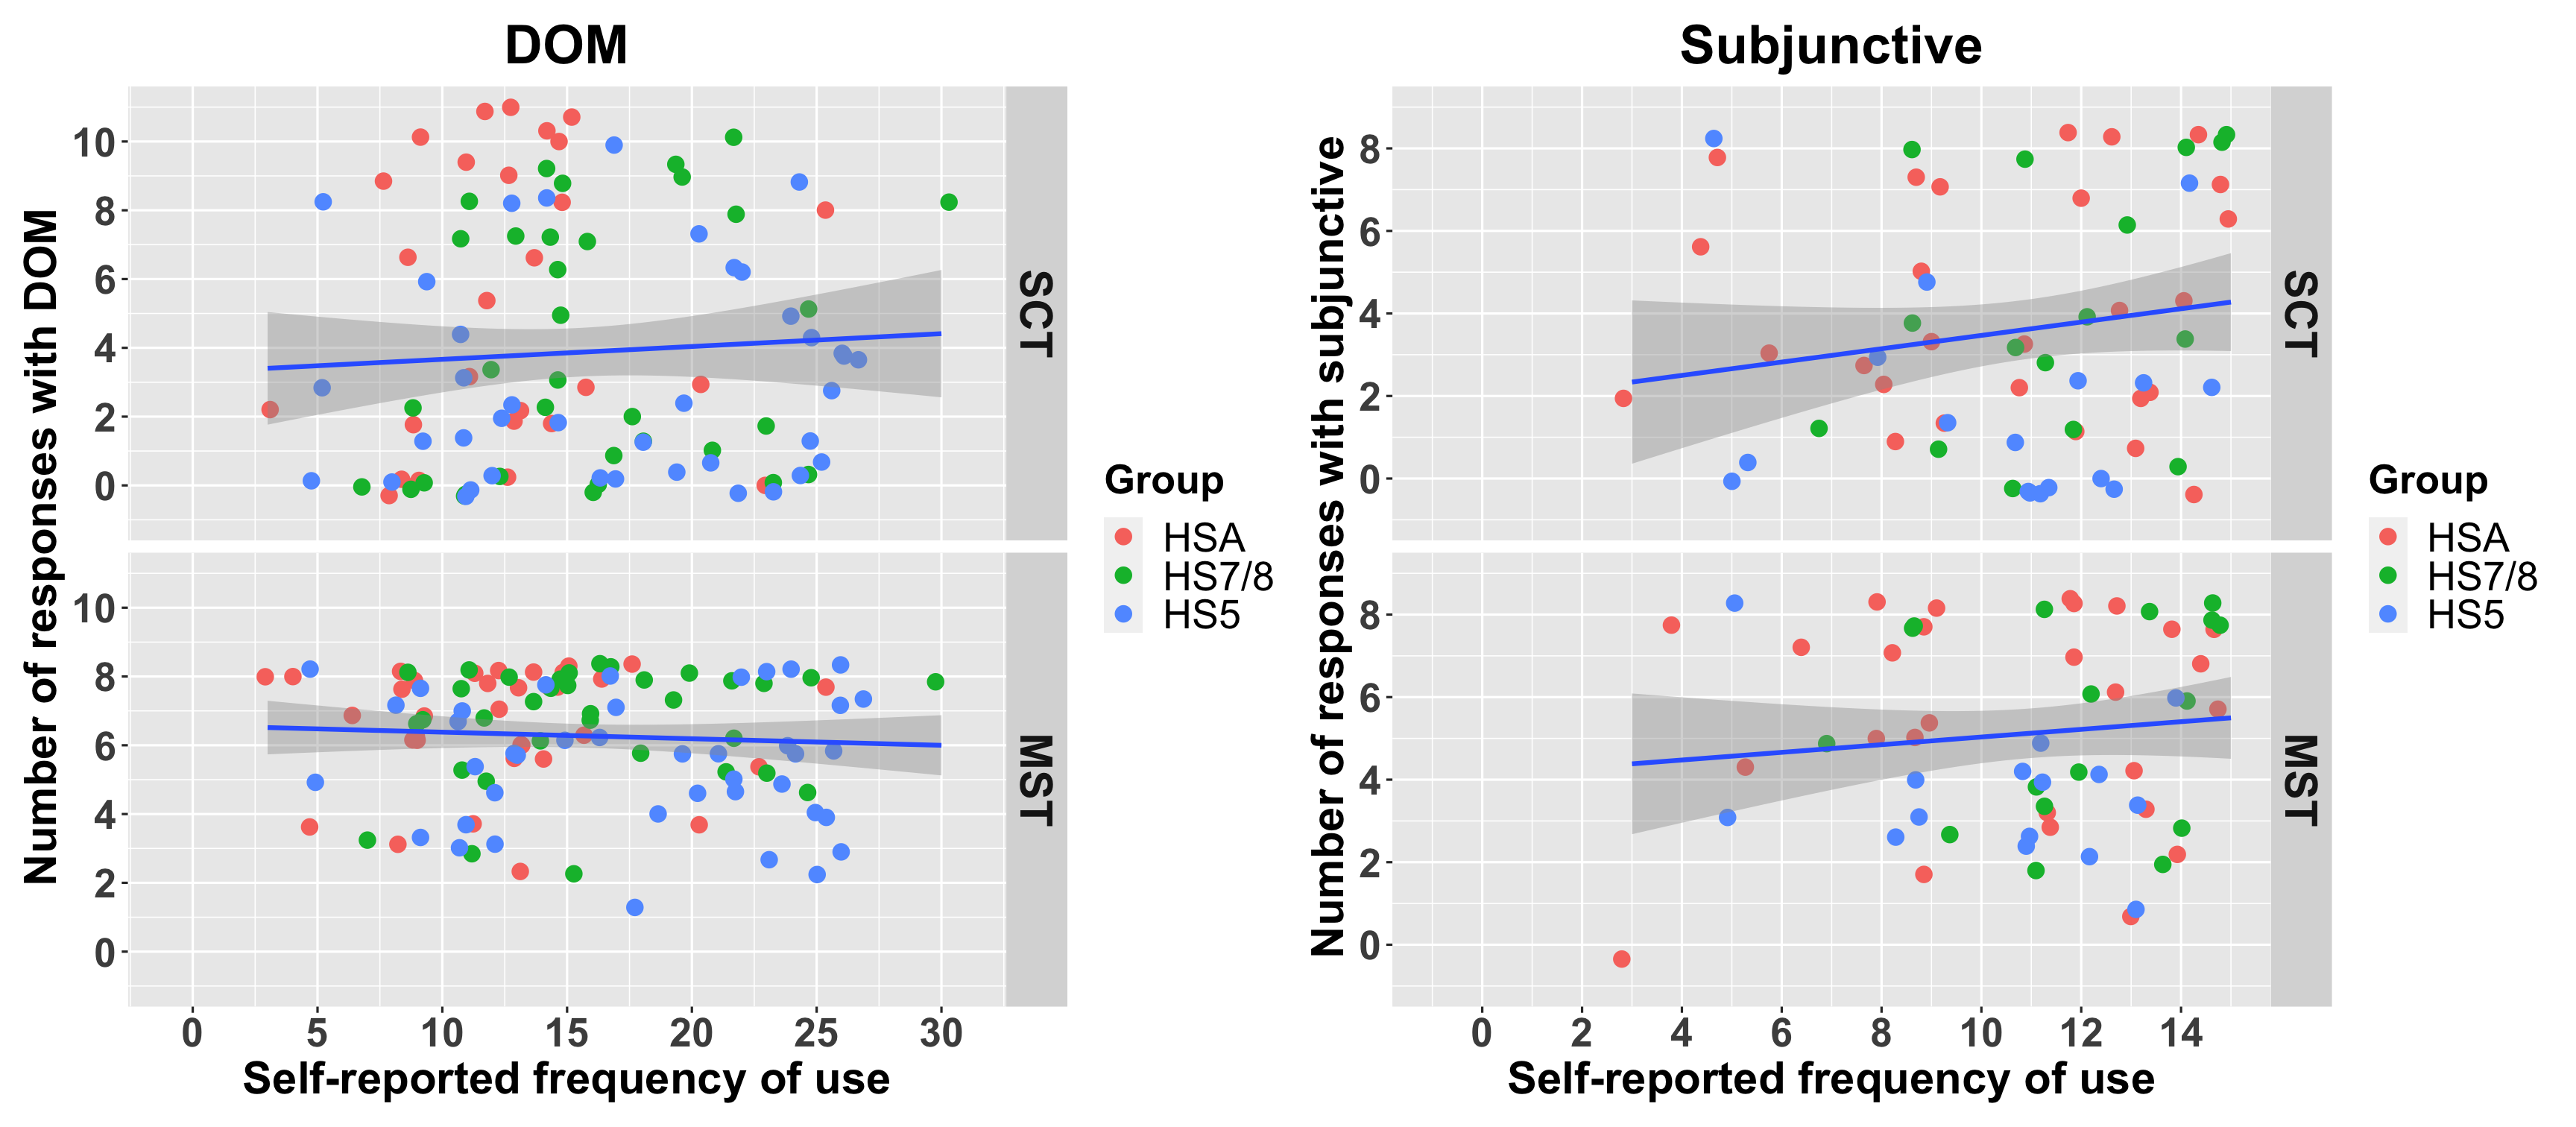 DOM
Number of responses with DOM
10
8
6
4
2
0
SCT
10
8
6
4
2
0
MST
0 5 10 15 20 25 30
Self-reported frequency of use
Group
HSA
HS7/8
HS5
Subjunctive
Number of responses with subjunctive
8
6
4
2
0
SCT
8
6
4
2
0
MST
0 2 4 6 8 10 12 14
Self-reported frequency of use
Group
HSA
HS7/8
HS5